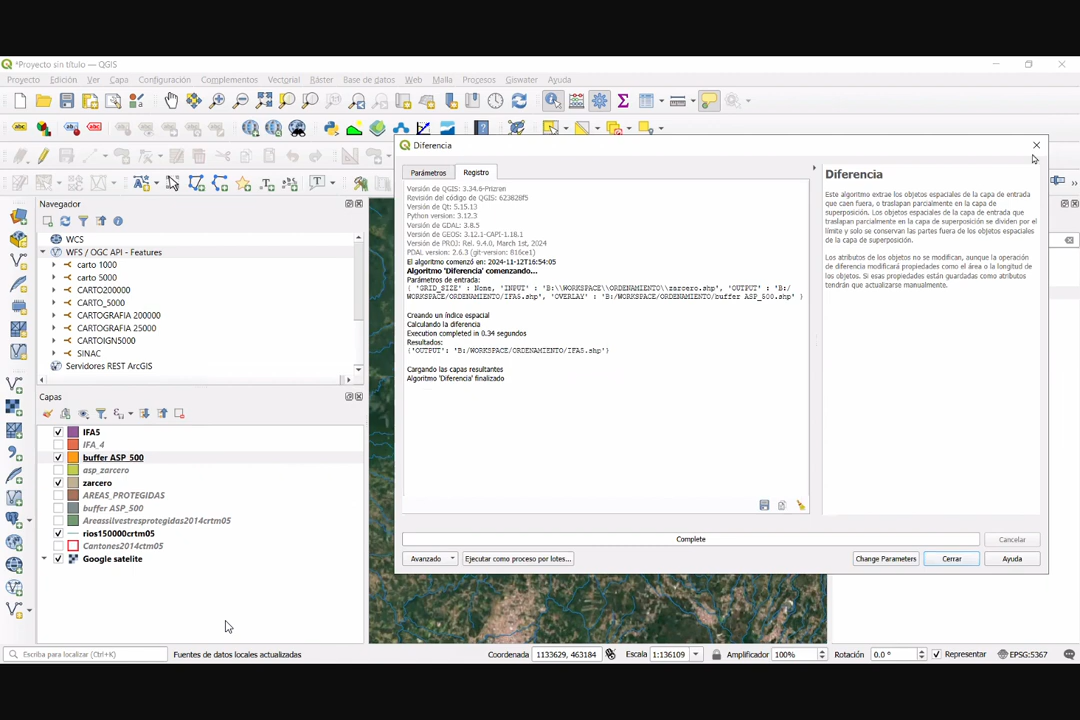 *Proyecto sin título — QGIS
Proyecto Edición Ver Capa Configuración Complementos Vectorial Ráster Base de datos Web Malla Procesos Giswater Ayuda
Diferencia
Parámetros Registro
Versión de QGIS: 3.34.6-Prizren
Revisión del código de QGIS: 623828f5
Versión de Qt: 5.15.13
Python version: 3.12.3
Versión de GDAL: 3.8.5
Versión de GEOS: 3.12.1-CAPI-1.18.1
Versión de PROJ: Rel. 9.4.0, March 1st, 2024
PDAL version: 2.6.3 (git-version: B16ce1)
El algoritmo comenzó en: 2024-11-12T16:54:05
Algoritmo 'Diferencia' comenzando…
Parámetros de entrada:
{ 'GRID_SIZE' : None, 'INPUT' : 'B:\\WORKSPACE\\ORDENAMIENTO\\zarcero.shp', 'OUTPUT' : 'B:/
WORKSPACE/ORDENAMIENTO/IFA5.shp', 'OVERLAY' : 'B:/WORKSPACE/ORDENAMIENTO/buffer ASP_500.shp' }
Creando un índice espacial
Calculando la diferencia
Execution completed in 0.34 segundos
Resultados:
{'OUTPUT': 'B:/WORKSPACE/ORDENAMIENTO/IFA5.shp'}
Cargando las capas resultantes
Algoritmo 'Diferencia' finalizado
Diferencia
Este algoritmo extrae los objetos espaciales de la capa de entrada
que caen fuera, o traslapan parcialmente en la capa de
superposición. Los objetos espaciales de la capa de entrada que
traslapan parcialmente en la capa de superposición se dividen por el
límite y solo se conservan las partes fuera de los objetos espaciales
de la capa de superposición.
Los atributos de los objetos no se modifican, aunque la operación
de diferencia modificará propiedades como el área o la longitud de
los objetos. Si esas propiedades están guardadas como atributos
tendrán que actualizarse manualmente.
Complete
Cancelar
Avanzado
Ejecutar como proceso por lotes…
Change Parameters
Cerrar
Ayuda
Navegador
WCS
WFS / OGC API - Features
carto 1000
carto 5000
CARTO200000
CARTO_5000
CARTOGRAFIA 200000
CARTOGRAFIA 25000
CARTOIGN5000
SINAC
Servidores REST ArcGIS
Capas
IFA5
IFA_4
buffer ASP_500
asp_zarcero
zarcero
AREAS_PROTEGIDAS
buffer ASP_500
Areassilvestresprotegidas2014crtm05
rios150000crtm05
Cantones2014ctm05
Google satelite
Escriba para localizar (Ctrl+K)
Fuentes de datos locales actualizadas
Coordenada 1133629, 463184
Escala 1:136109
Amplificador 100%
Rotación 0.0 °
Representar
EPSG:5367